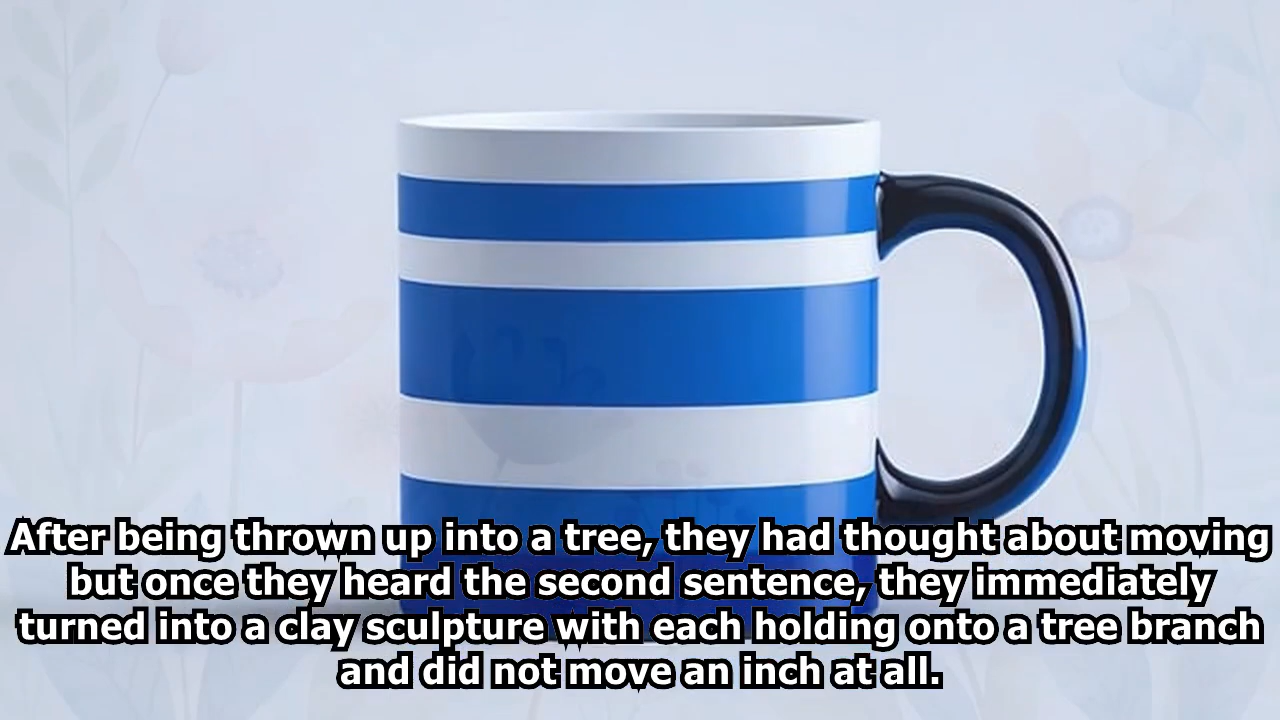 After being thrown up into a tree, they had thought about moving
but once they heard the second sentence, they immediately
turned into a clay sculpture with each holding onto a tree branch
and did not move an inch at all.